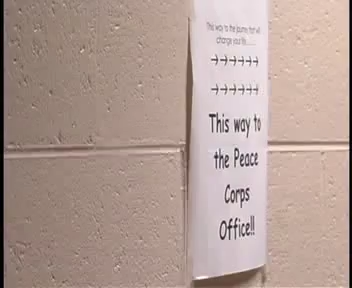 This way to the journey that will
change your life........
→→→→→→
→→→→→→
This way to
the Peace
Corps
Office!!